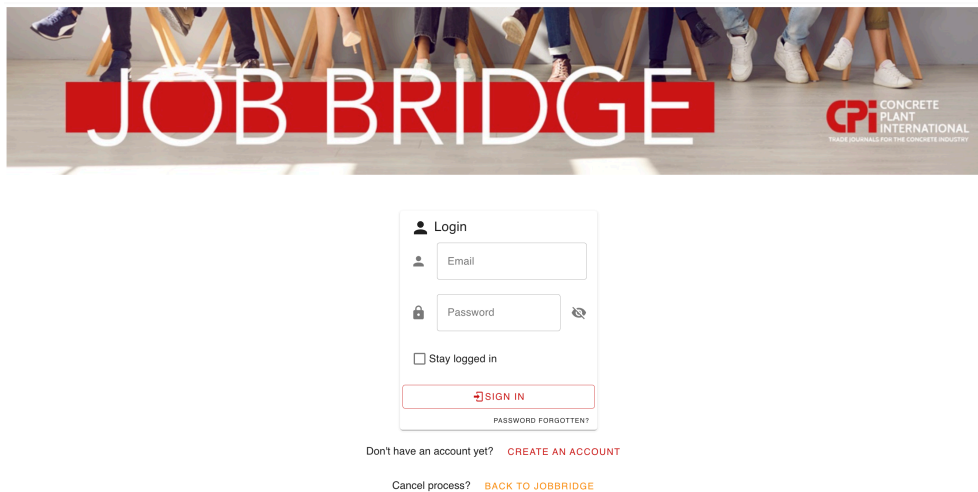 JOB BRIDGE
CPi
CONCRETE
PLANT
INTERNATIONAL
TRADE JOURNALS FOR THE CONCRETE INDUSTRY
Login
Email
Password
Stay logged in
SIGN IN
PASSWORD FORGOTTEN?
Don't have an account yet? CREATE AN ACCOUNT
Cancel process? BACK TO JOBBRIDGE